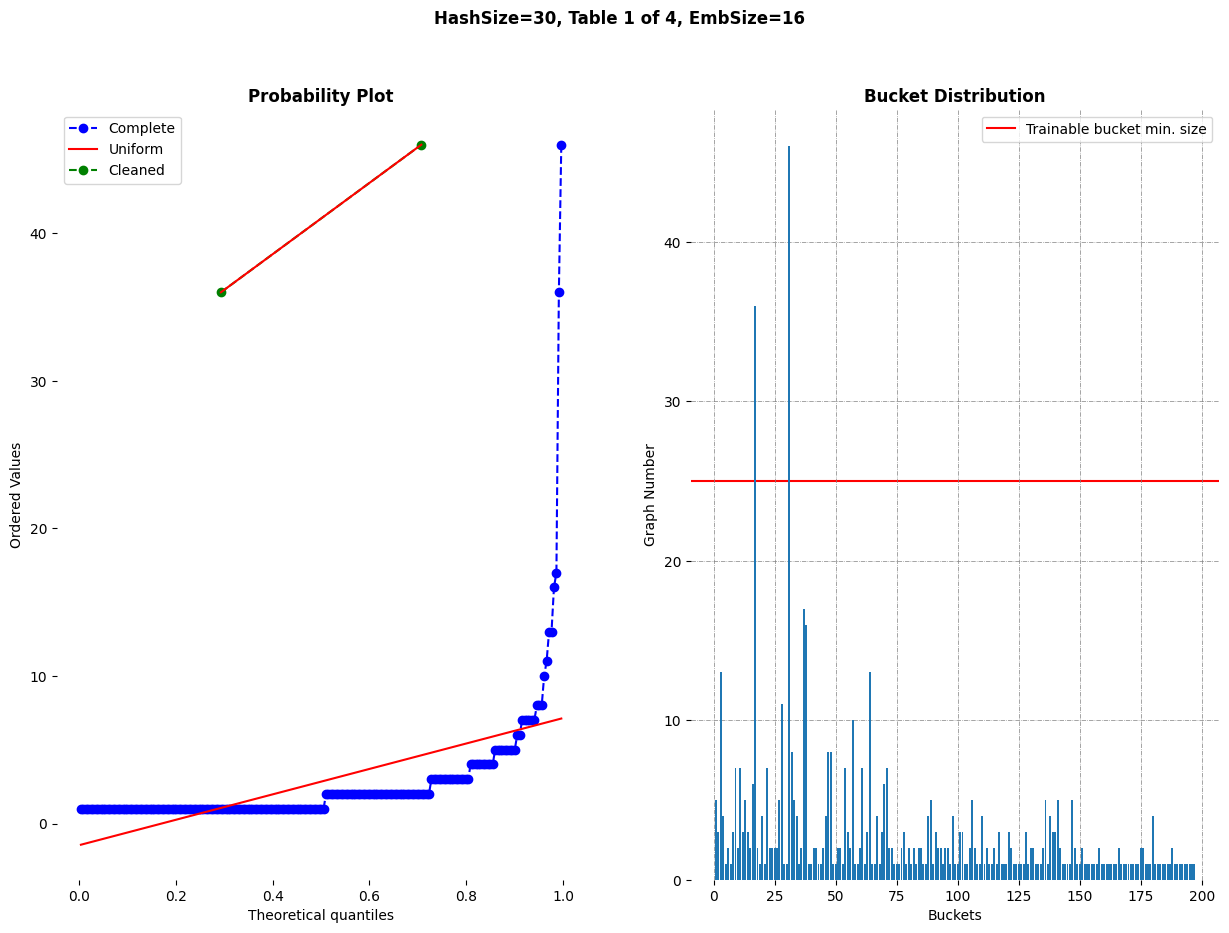 HashSize=30, Table 1 of 4, EmbSize=16
Probability Plot
Complete
Uniform
Cleaned
Ordered Values
40
30
20
10
0
0.0 0.2 0.4 0.6 0.8 1.0
Theoretical quantiles
Bucket Distribution
Trainable bucket min. size
Graph Number
40
30
20
10
0
0 25 50 75 100 125 150 175 200
Buckets